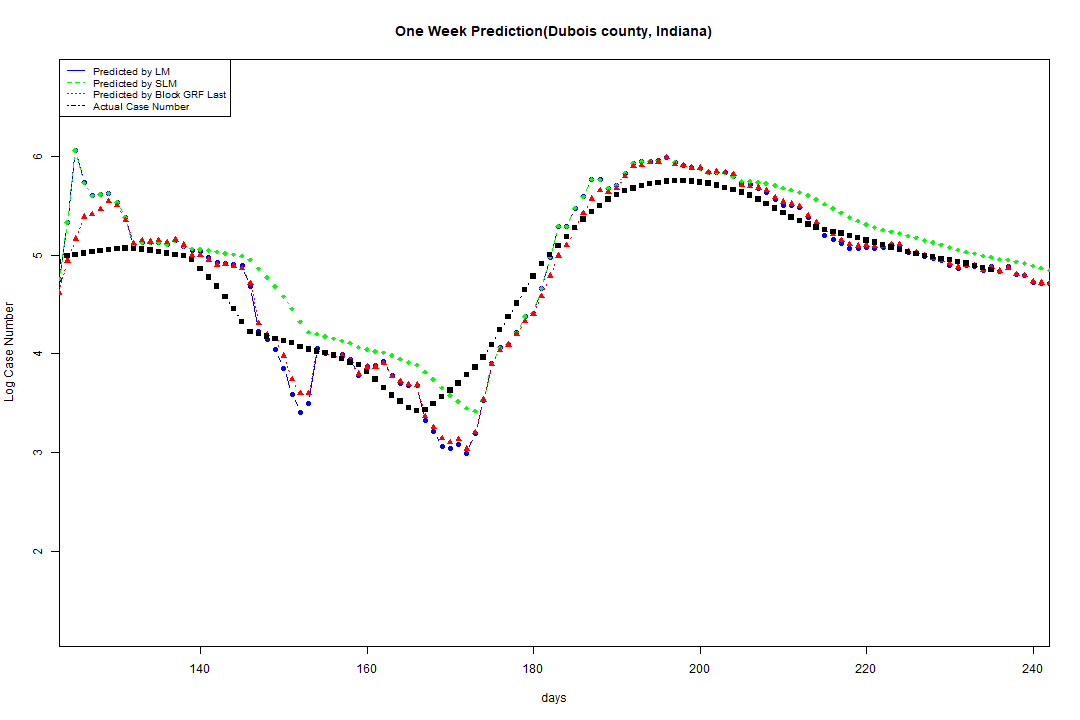 One Week Prediction(Dubois county, Indiana)
Predicted by LM
Predicted by SLM
Predicted by Block GRF Last
Actual Case Number
6
5
4
3
2
Log Case Number
140 160 180 200 220 240
days